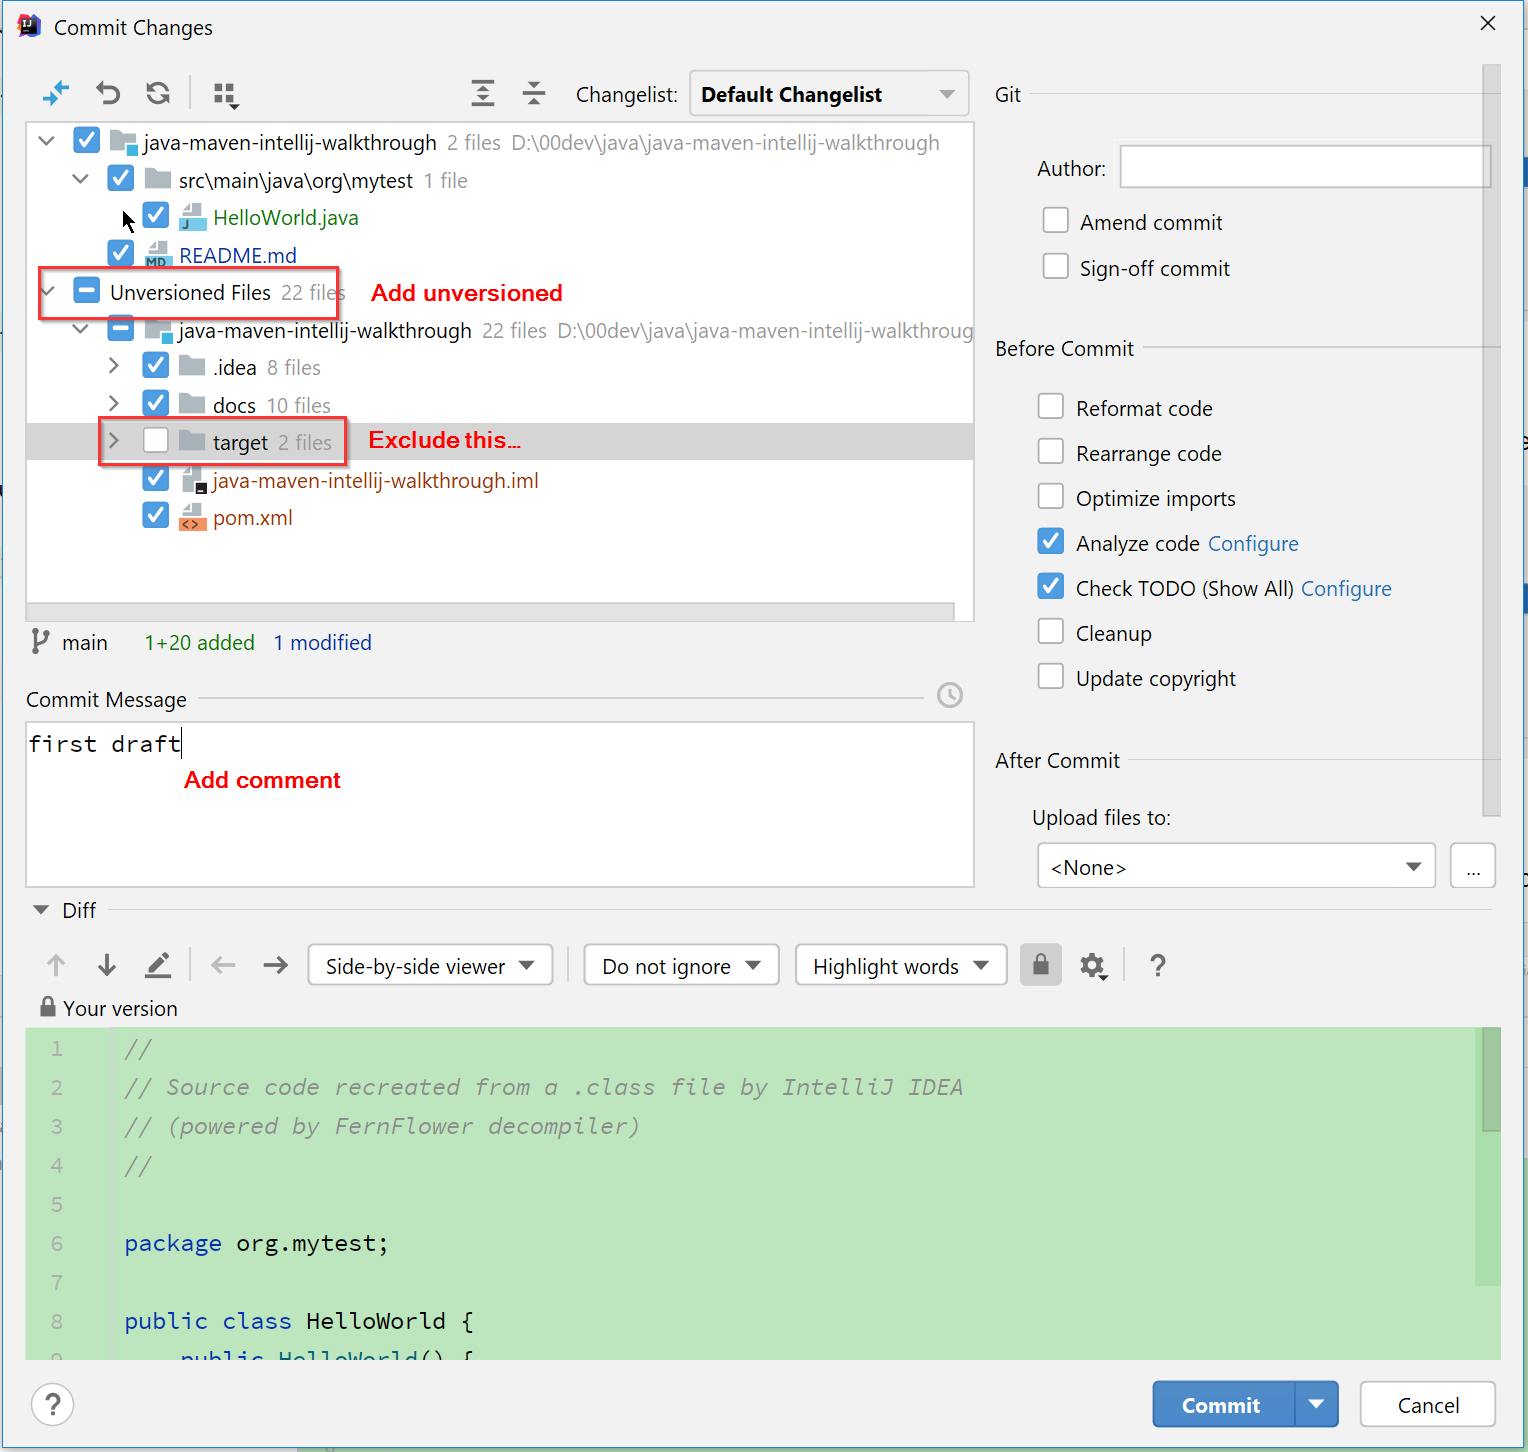 Commit Changes
Changelist: Default Changelist
java-maven-intellij-walkthrough 2 files D:\00dev\java\java-maven-intellij-walkthrough
src\main\java\org\mytest 1 file
HelloWorld.java
README.md
Unversioned Files 22 files Add unversioned
java-maven-intellij-walkthrough 22 files D:\00dev\java\java-maven-intellij-walkthroug
.idea 8 files
docs 10 files
target 2 files Exclude this...
java-maven-intellij-walkthrough.iml
pom.xml
main 1+20 added 1 modified
Commit Message
first draft
Add comment
Git
Author:
Amend commit
Sign-off commit
Before Commit
Reformat code
Rearrange code
Optimize imports
Analyze code Configure
Check TODO (Show All) Configure
Cleanup
Update copyright
After Commit
Upload files to:
<None> ...
Diff
Side-by-side viewer Do not ignore Highlight words ?
Your version
1 //
2 // Source code recreated from a .class file by IntelliJ IDEA
3 // (powered by FernFlower decompiler)
4 //
5
6 package org.mytest;
7
8 public class HelloWorld {
9 public HelloWorld() {
? Commit Cancel